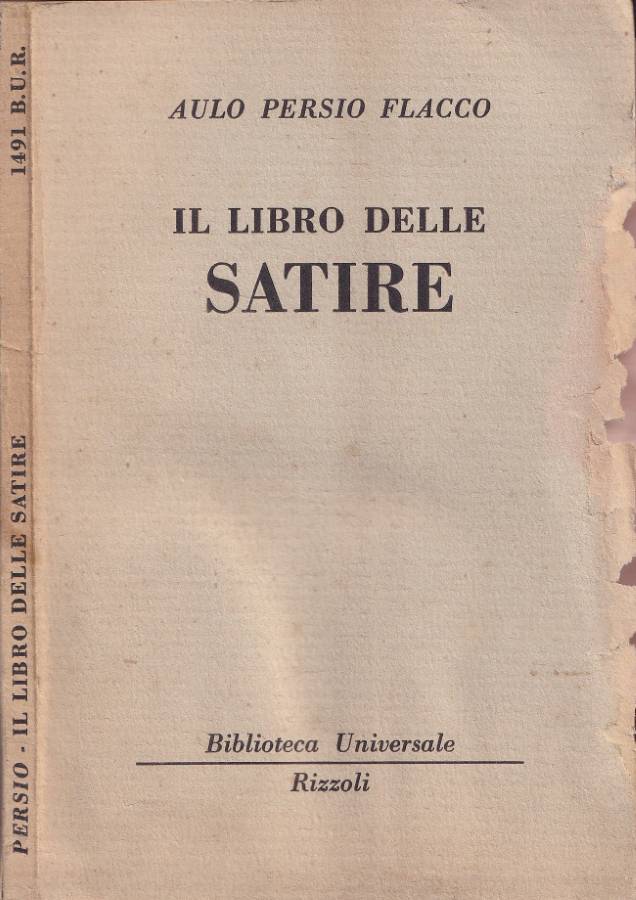 AULO PERSIO FLACCO
IL LIBRO DELLE
SATIRE
Biblioteca Universale
Rizzoli
PERSIO - IL LIBRO DELLE SATIRE
1491 B.U.R.